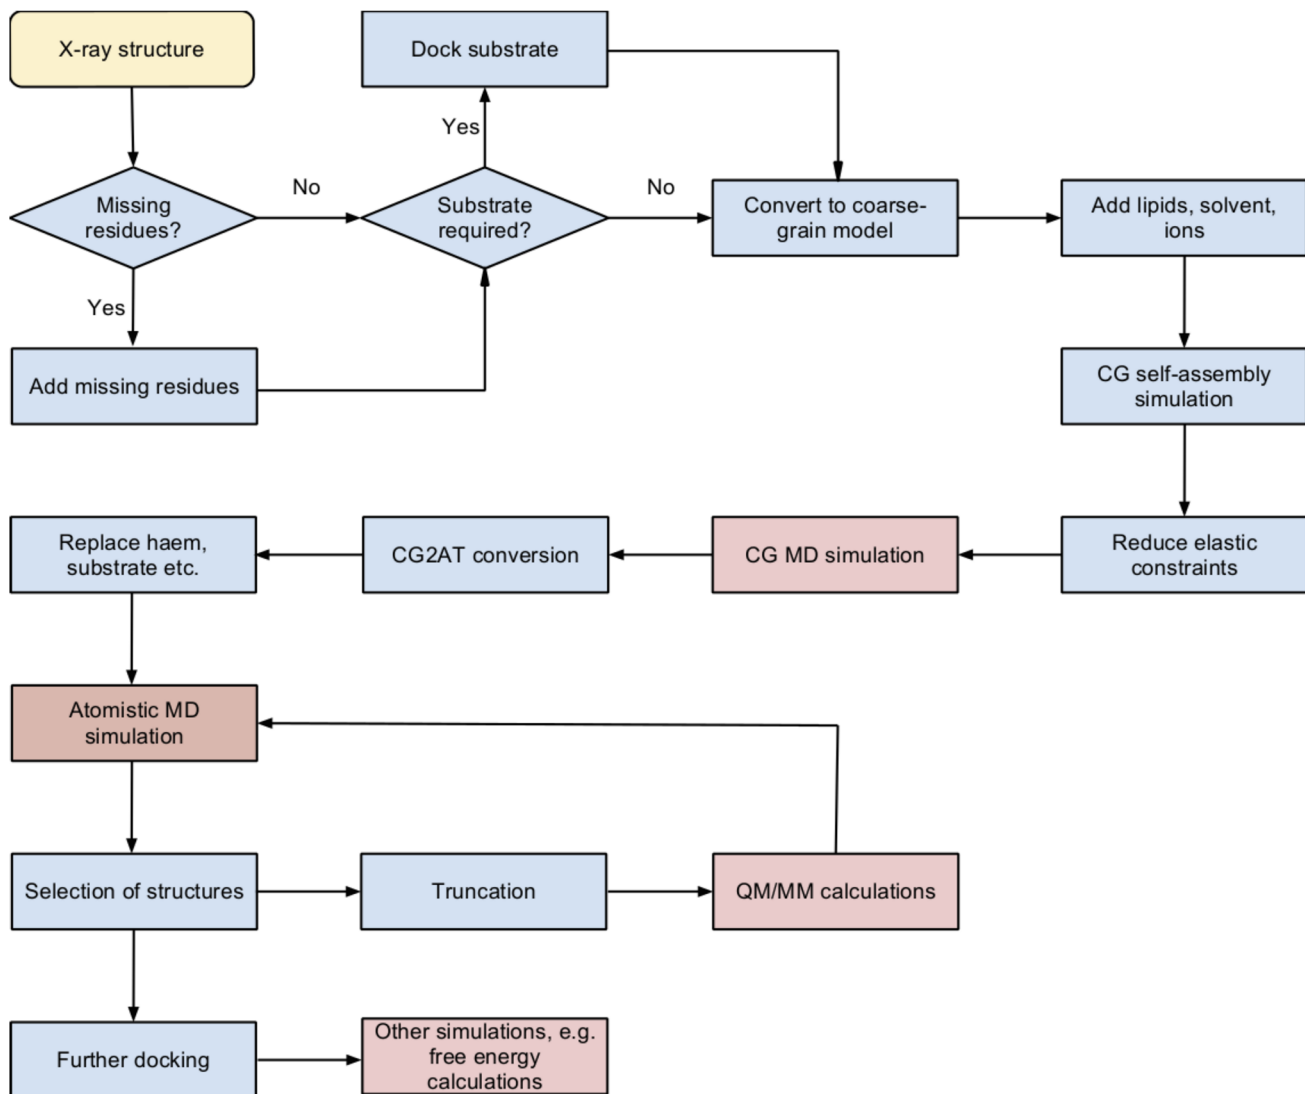 X-ray structure
Dock substrate
Yes
Missing
residues?
No
Substrate
required?
No
Convert to coarse-
grain model
Add lipids, solvent,
ions
Yes
Add missing residues
CG self-assembly
simulation
Replace haem,
substrate etc.
CG2AT conversion
CG MD simulation
Reduce elastic
constraints
Atomistic MD
simulation
Selection of structures
Truncation
QM/MM calculations
Further docking
Other simulations, e.g.
free energy
calculations